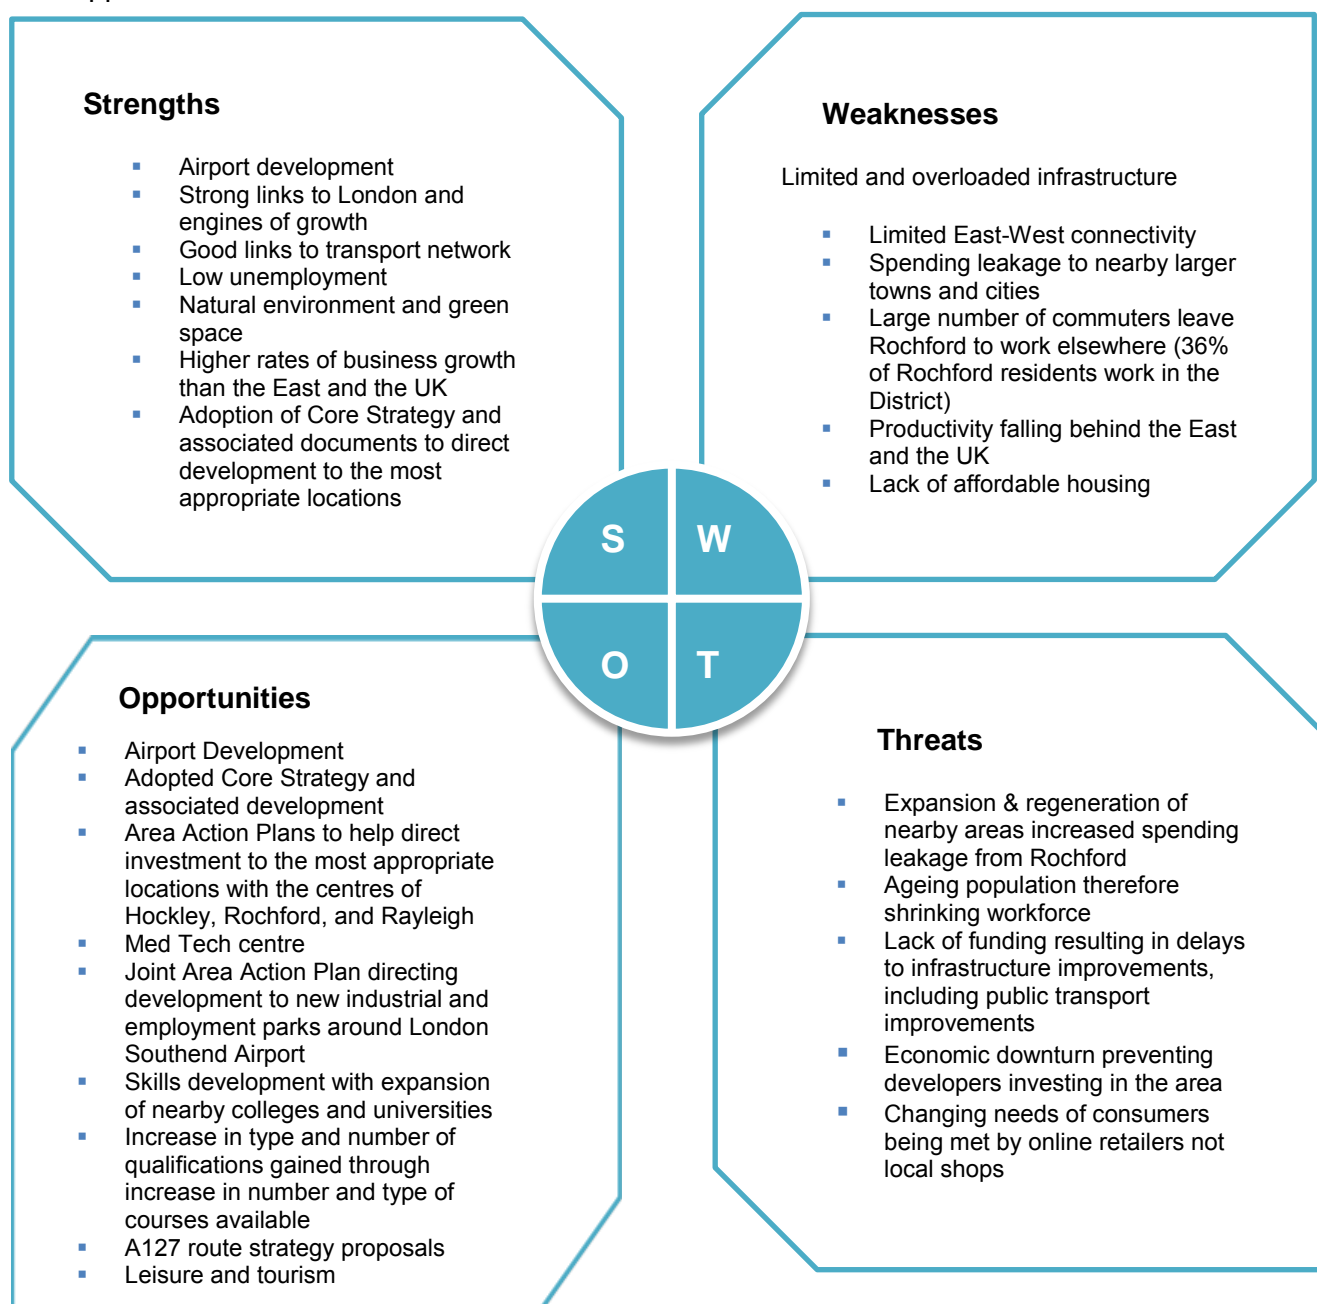 Strengths
▪ Airport development
▪ Strong links to London and
engines of growth
▪ Good links to transport network
▪ Low unemployment
▪ Natural environment and green
space
▪ Higher rates of business growth
than the East and the UK
▪ Adoption of Core Strategy and
associated documents to direct
development to the most
appropriate locations
Weaknesses
Limited and overloaded infrastructure
▪ Limited East-West connectivity
▪ Spending leakage to nearby larger
towns and cities
▪ Large number of commuters leave
Rochford to work elsewhere (36%
of Rochford residents work in the
District)
▪ Productivity falling behind the East
and the UK
▪ Lack of affordable housing
S W
O T
Opportunities
▪ Airport Development
▪ Adopted Core Strategy and
associated development
▪ Area Action Plans to help direct
investment to the most appropriate
locations with the centres of
Hockley, Rochford, and Rayleigh
▪ Med Tech centre
▪ Joint Area Action Plan directing
development to new industrial and
employment parks around London
Southend Airport
▪ Skills development with expansion
of nearby colleges and universities
▪ Increase in type and number of
qualifications gained through
increase in number and type of
courses available
▪ A127 route strategy proposals
▪ Leisure and tourism
Threats
▪ Expansion & regeneration of
nearby areas increased spending
leakage from Rochford
▪ Ageing population therefore
shrinking workforce
▪ Lack of funding resulting in delays
to infrastructure improvements,
including public transport
improvements
▪ Economic downturn preventing
developers investing in the area
▪ Changing needs of consumers
being met by online retailers not
local shops